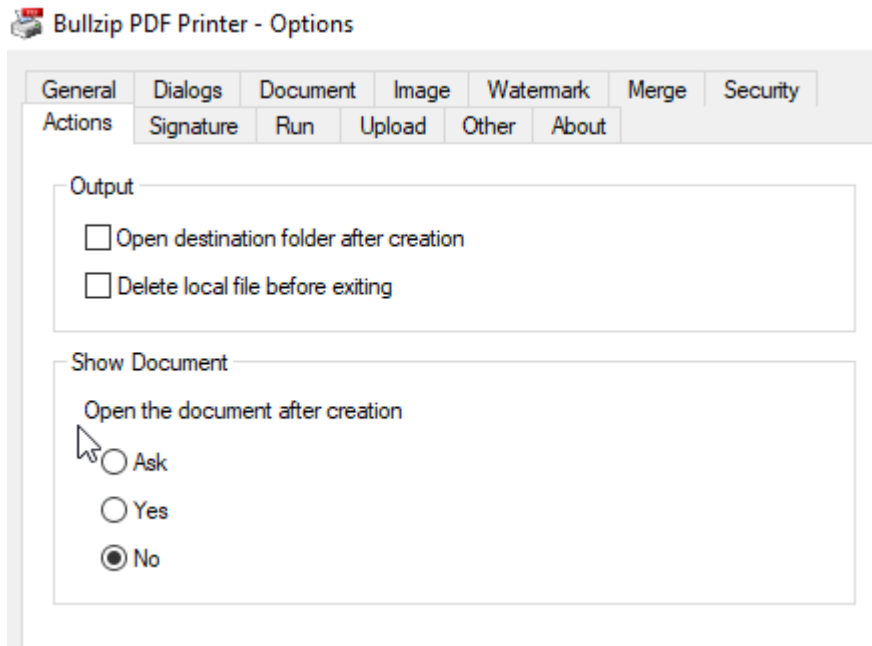 Bullzip PDF Printer - Options
General Dialogs Document Image Watermark Merge Security
Actions Signature Run Upload Other About
Output
Open destination folder after creation
Delete local file before exiting
Show Document
Open the document after creation
Ask
Yes
No